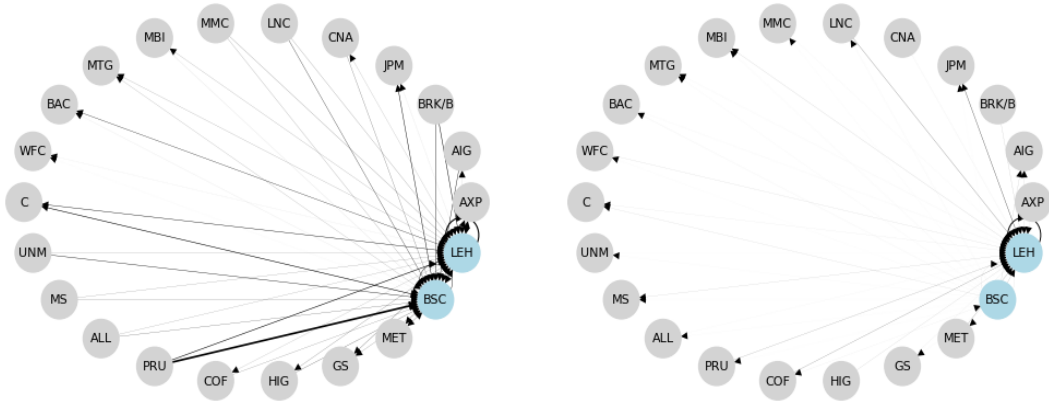 MMC
LNC
MBI
CNA
MTG
JPM
BAC
BRK/B
WFC
AIG
C
AXP
UNM
LEH
MS
BSC
ALL
MET
PRU
GS
COF
HIG
MMC
LNC
MBI
CNA
MTG
JPM
BAC
BRK/B
WFC
AIG
C
AXP
UNM
LEH
MS
BSC
ALL
MET
PRU
GS
COF
HIG